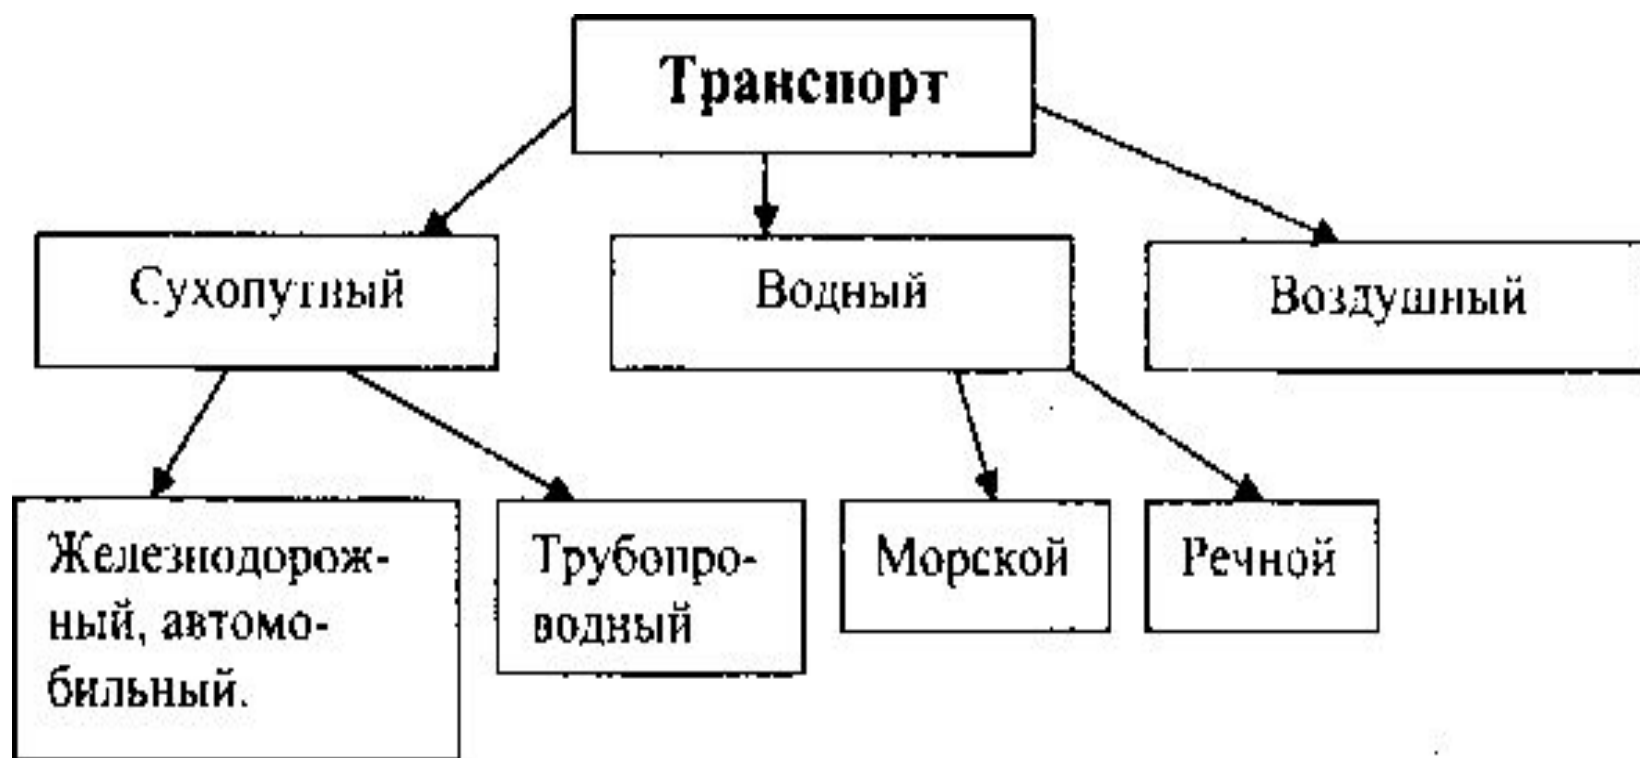 Транспорт
Сухопутный
Водный
Воздушный
Железнодорож-
ный, автомо-
бильный.
Трубопро-
водный
Морской
Речной